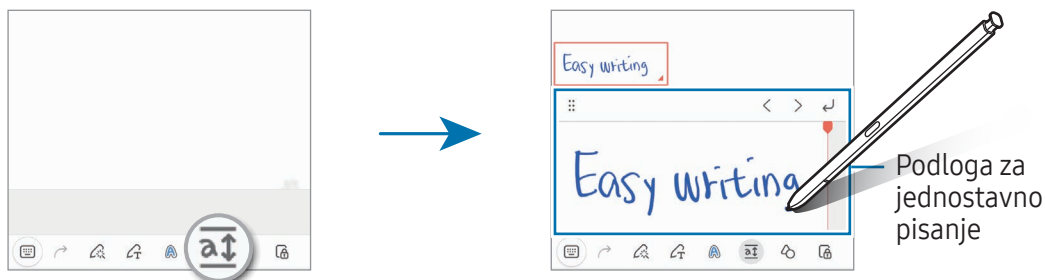 Easy writing
Easy writing
Podloga za
jednostavno
pisanje